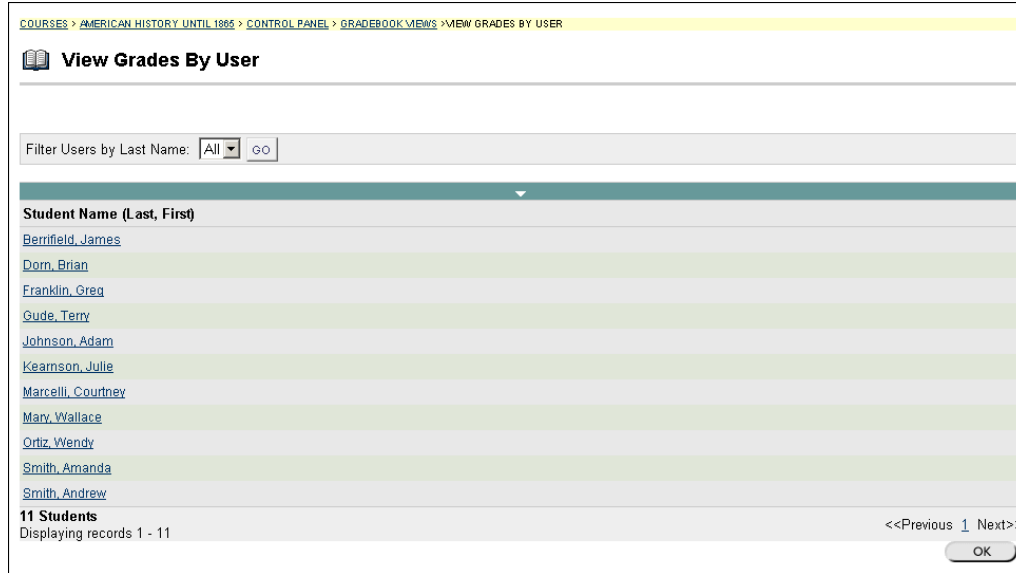 COURSES > AMERICAN HISTORY UNTIL 1865 > CONTROL PANEL > GRADEBOOK VIEWS >VIEW GRADES BY USER
View Grades By User
Filter Users by Last Name: All GO
Student Name (Last, First)
Berrifield, James
Dorn, Brian
Franklin, Greg
Gude, Terry
Johnson, Adam
Kearnson, Julie
Marcelli, Courtney
Mary, Wallace
Ortiz, Wendy
Smith, Amanda
Smith, Andrew
11 Students
Displaying records 1 - 11
<<Previous 1 Next>>
OK